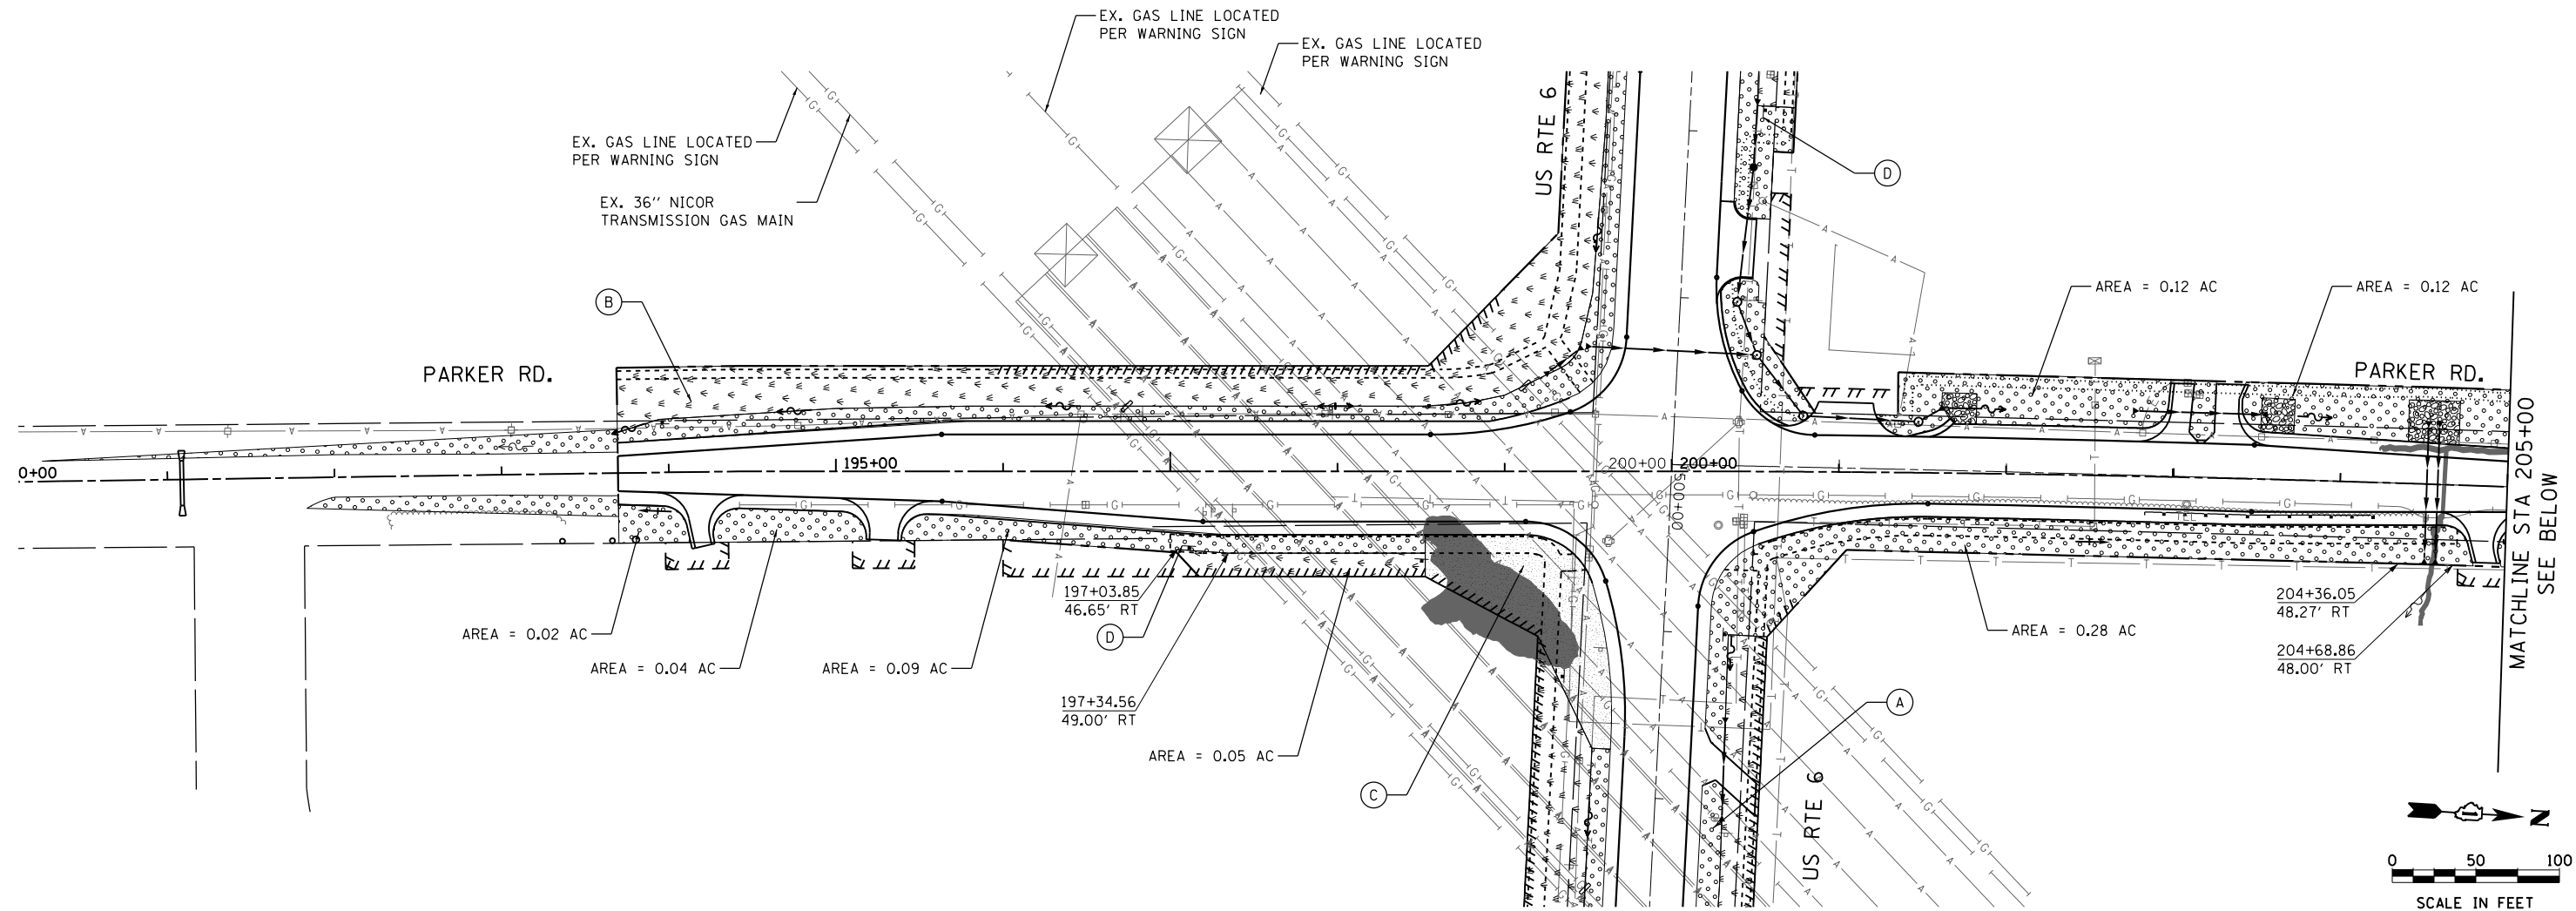 EX. GAS LINE LOCATED
PER WARNING SIGN
EX. GAS LINE LOCATED
PER WARNING SIGN
EX. GAS LINE LOCATED
PER WARNING SIGN
EX. 36" NICOR
TRANSMISSION GAS MAIN
US RTE 6
D
B
AREA = 0.12 AC
AREA = 0.12 AC
PARKER RD.
PARKER RD.
0+00
195+00
200+00
200+00
50+00
MATCHLINE STA 205+00
SEE BELOW
197+03.85
46.65' RT
D
204+36.05
48.27' RT
204+68.86
48.00' RT
AREA = 0.02 AC
AREA = 0.04 AC
AREA = 0.09 AC
AREA = 0.28 AC
197+34.56
49.00' RT
AREA = 0.05 AC
A
C
US RTE 6
N
0 50 100
SCALE IN FEET